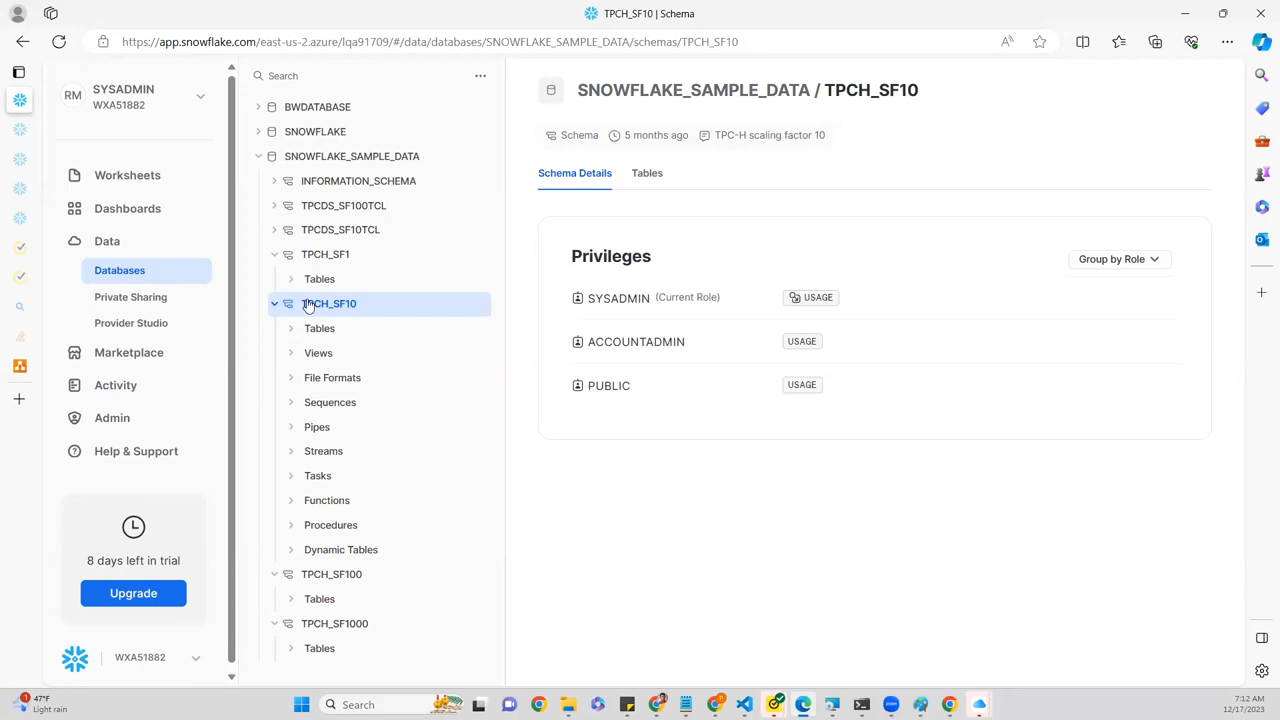 TPCH_SF10 | Schema
https://app.snowflake.com/east-us-2.azure/lqa91709/#/data/databases/SNOWFLAKE_SAMPLE_DATA/schemas/TPCH_SF10
RM
SYSADMIN
WXA51882
Worksheets
Dashboards
Data
Databases
Private Sharing
Provider Studio
Marketplace
Activity
Admin
Help & Support
8 days left in trial
Upgrade
WXA51882
Search
BWDATABASE
SNOWFLAKE
SNOWFLAKE_SAMPLE_DATA
INFORMATION_SCHEMA
TPCDS_SF100TCL
TPCDS_SF10TCL
TPCH_SF1
Tables
TPCH_SF10
Tables
Views
File Formats
Sequences
Pipes
Streams
Tasks
Functions
Procedures
Dynamic Tables
TPCH_SF100
Tables
TPCH_SF1000
Tables
SNOWFLAKE_SAMPLE_DATA / TPCH_SF10
Schema 5 months ago TPC-H scaling factor 10
Schema Details Tables
Privileges
Group by Role
SYSADMIN (Current Role) USAGE
ACCOUNTADMIN USAGE
PUBLIC USAGE
1
47°F
Light rain
Search
7:12 AM
12/17/2023